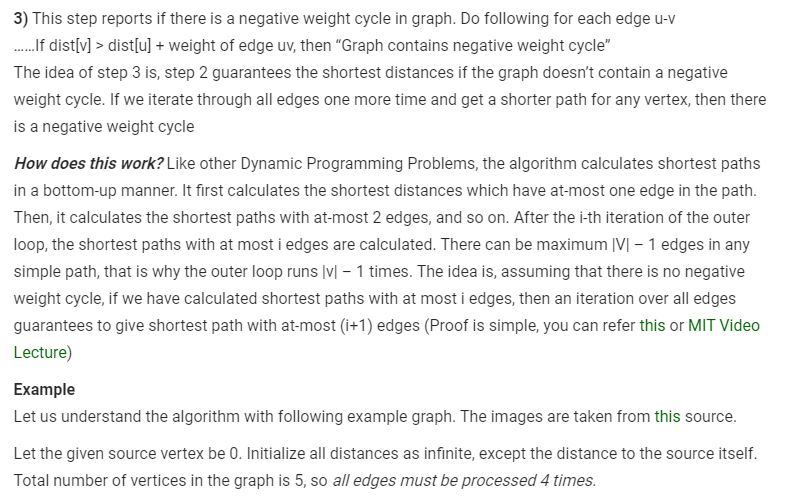 3) This step reports if there is a negative weight cycle in graph. Do following for each edge u-v
......If dist[v] > dist[u] + weight of edge uv, then “Graph contains negative weight cycle”
The idea of step 3 is, step 2 guarantees the shortest distances if the graph doesn’t contain a negative
weight cycle. If we iterate through all edges one more time and get a shorter path for any vertex, then there
is a negative weight cycle
How does this work? Like other Dynamic Programming Problems, the algorithm calculates shortest paths
in a bottom-up manner. It first calculates the shortest distances which have at-most one edge in the path.
Then, it calculates the shortest paths with at-most 2 edges, and so on. After the i-th iteration of the outer
loop, the shortest paths with at most i edges are calculated. There can be maximum |V| – 1 edges in any
simple path, that is why the outer loop runs |v| – 1 times. The idea is, assuming that there is no negative
weight cycle, if we have calculated shortest paths with at most i edges, then an iteration over all edges
guarantees to give shortest path with at-most (i+1) edges (Proof is simple, you can refer this or MIT Video
Lecture)
Example
Let us understand the algorithm with following example graph. The images are taken from this source.
Let the given source vertex be 0. Initialize all distances as infinite, except the distance to the source itself.
Total number of vertices in the graph is 5, so all edges must be processed 4 times.